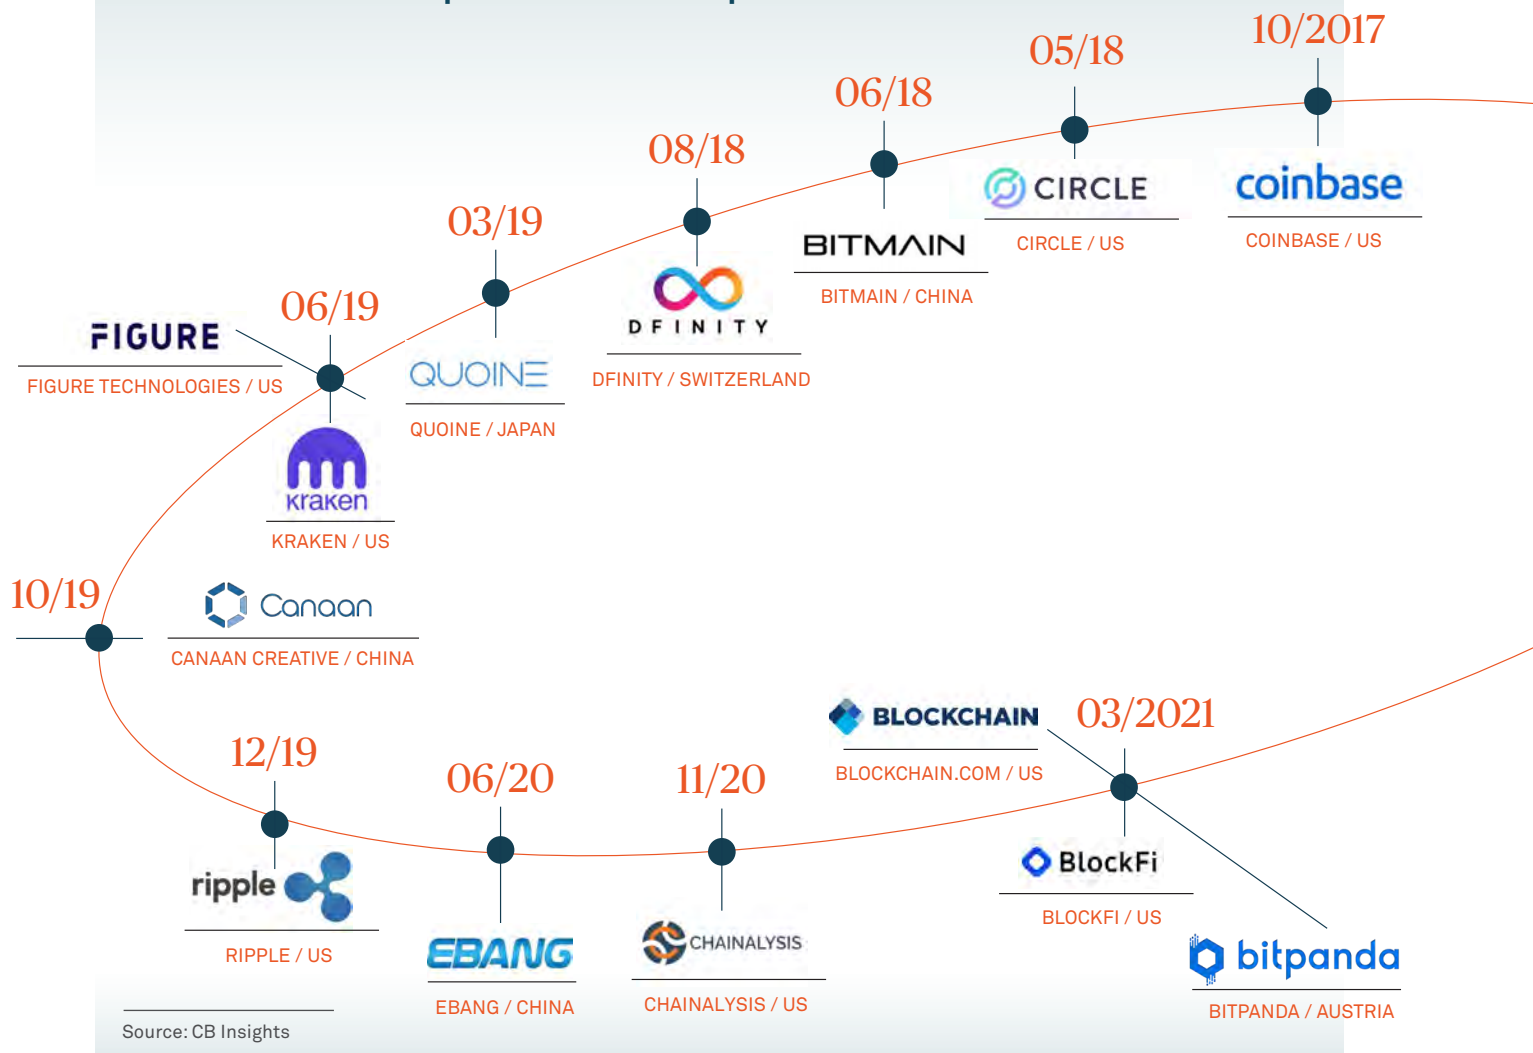 10/2017
coinbase
COINBASE / US
05/18
CIRCLE
CIRCLE / US
06/18
BITMAIN
BITMAIN / CHINA
08/18
DFINITY
DFINITY / SWITZERLAND
03/19
QUOINE
QUOINE / JAPAN
06/19
FIGURE
FIGURE TECHNOLOGIES / US
kraken
KRAKEN / US
10/19
Canaan
CANAAN CREATIVE / CHINA
12/19
ripple
RIPPLE / US
06/20
EBANG
EBANG / CHINA
11/20
CHAINALYSIS
CHAINALYSIS / US
03/2021
BLOCKCHAIN
BLOCKCHAIN.COM / US
BlockFi
BLOCKFI / US
bitpanda
BITPANDA / AUSTRIA
Source: CB Insights